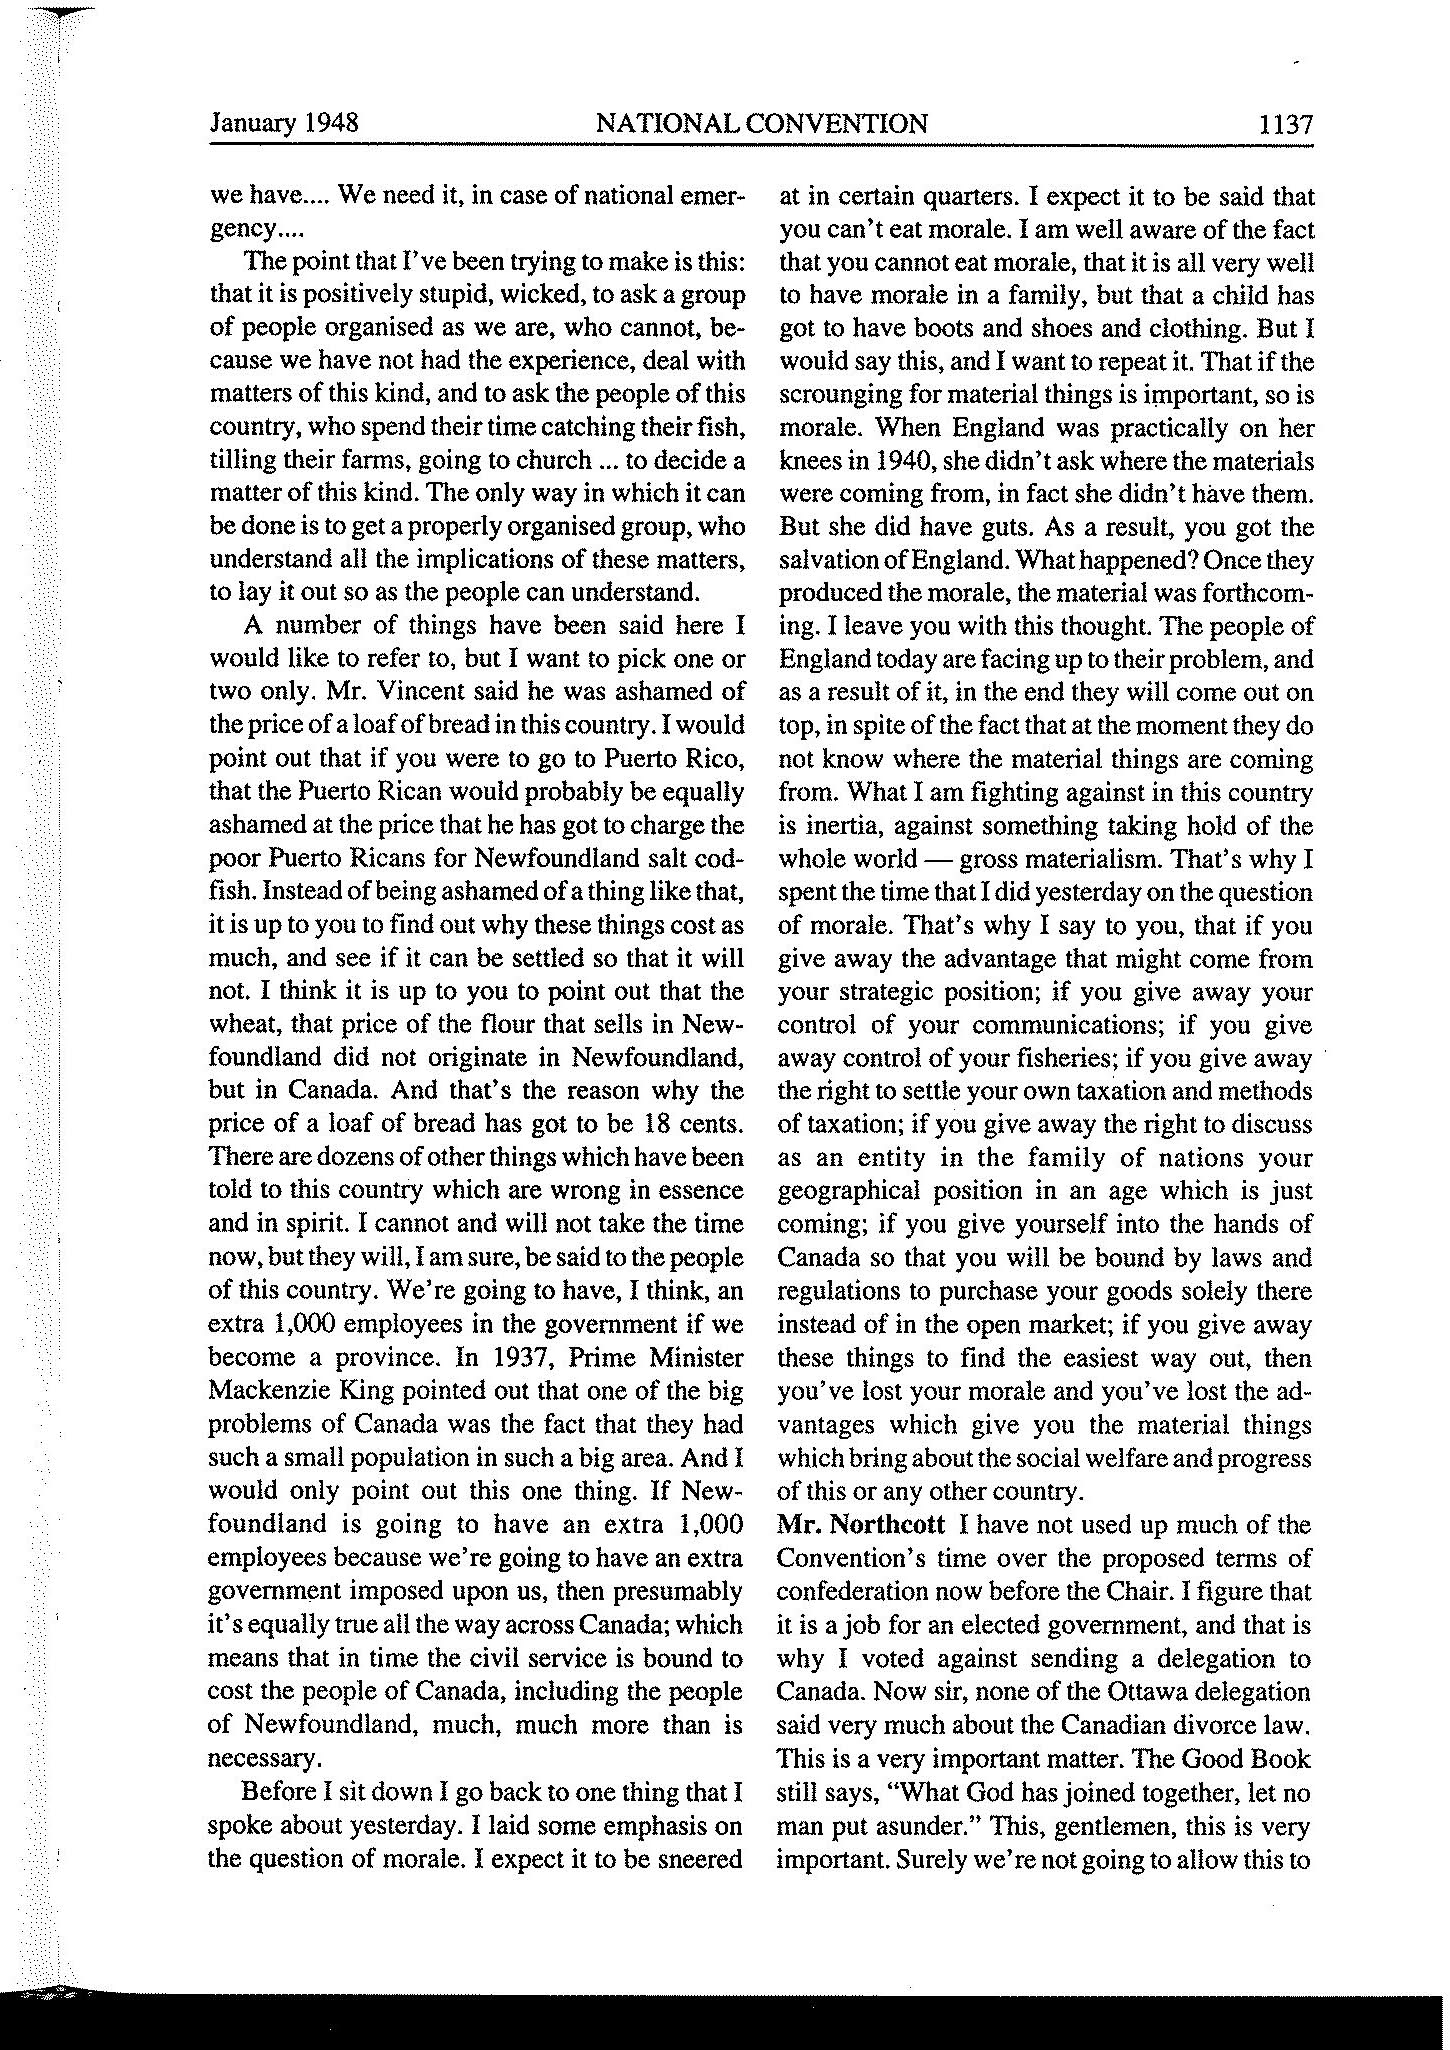 January 1948 NATIONAL CONVENTION 1137
we have.... We need it, in case of national emer-
gency....
The point that I've been trying to make is this:
that it is positively stupid, wicked, to ask a group
of people organised as we are, who cannot, be-
cause we have not had the experience, deal with
matters of this kind, and to ask the people of this
country, who spend their time catching their fish,
tilling their farms, going to church ... to decide a
matter of this kind. The only way in which it can
be done is to get a properly organised group, who
understand all the implications of these matters,
to lay it out so as the people can understand.
A number of things have been said here I
would like to refer to, but I want to pick one or
two only. Mr. Vincent said he was ashamed of
the price of a loaf of bread in this country. I would
point out that if you were to go to Puerto Rico,
that the Puerto Rican would probably be equally
ashamed at the price that he has got to charge the
poor Puerto Ricans for Newfoundland salt cod-
fish. Instead of being ashamed of a thing like that,
it is up to you to find out why these things cost as
much, and see if it can be settled so that it will
not. I think it is up to you to point out that the
wheat, that price of the flour that sells in New-
foundland did not originate in Newfoundland,
but in Canada. And that's the reason why the
price of a loaf of bread has got to be 18 cents.
There are dozens of other things which have been
told to this country which are wrong in essence
and in spirit. I cannot and will not take the time
now, but they will, I am sure, be said to the people
of this country. We're going to have, I think, an
extra 1,000 employees in the government if we
become a province. In 1937, Prime Minister
Mackenzie King pointed out that one of the big
problems of Canada was the fact that they had
such a small population in such a big area. And I
would only point out this one thing. If New-
foundland is going to have an extra 1,000
employees because we're going to have an extra
government imposed upon us, then presumably
it's equally true all the way across Canada; which
means that in time the civil service is bound to
cost the people of Canada, including the people
of Newfoundland, much, much more than is
necessary.
Before I sit down I go back to one thing that I
spoke about yesterday. I laid some emphasis on
the question of morale. I expect it to be sneered
at in certain quarters. I expect it to be said that
you can't eat morale. I am well aware of the fact
that you cannot eat morale, that it is all very well
to have morale in a family, but that a child has
got to have boots and shoes and clothing. But I
would say this, and I want to repeat it. That if the
scrounging for material things is important, so is
morale. When England was practically on her
knees in 1940, she didn't ask where the materials
were coming from, in fact she didn't have them.
But she did have guts. As a result, you got the
salvation of England. What happened? Once they
produced the morale, the material was forthcom-
ing. I leave you with this thought. The people of
England today are facing up to their problem, and
as a result of it, in the end they will come out on
top, in spite of the fact that at the moment they do
not know where the material things are coming
from. What I am fighting against in this country
is inertia, against something taking hold of the
whole world — gross materialism. That's why I
spent the time that I did yesterday on the question
of morale. That's why I say to you, that if you
give away the advantage that might come from
your strategic position; if you give away your
control of your communications; if you give
away control of your fisheries; if you give away
the right to settle your own taxation and methods
of taxation; if you give away the right to discuss
as an entity in the family of nations your
geographical position in an age which is just
coming; if you give yourself into the hands of
Canada so that you will be bound by laws and
regulations to purchase your goods solely there
instead of in the open market; if you give away
these things to find the easiest way out, then
you've lost your morale and you've lost the ad-
vantages which give you the material things
which bring about the social welfare and progress
of this or any other country.
Mr. Northcott I have not used up much of the
Convention's time over the proposed terms of
confederation now before the Chair. I figure that
it is a job for an elected government, and that is
why I voted against sending a delegation to
Canada. Now sir, none of the Ottawa delegation
said very much about the Canadian divorce law.
This is a very important matter. The Good Book
still says, "What God has joined together, let no
man put asunder." This, gentlemen, this is very
important. Surely we're not going to allow this to